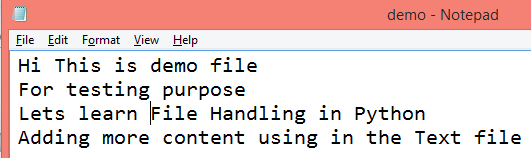 demo - Notepad
File Edit Format View Help
Hi This is demo file
For testing purpose
Lets learn File Handling in Python
Adding more content using in the Text file